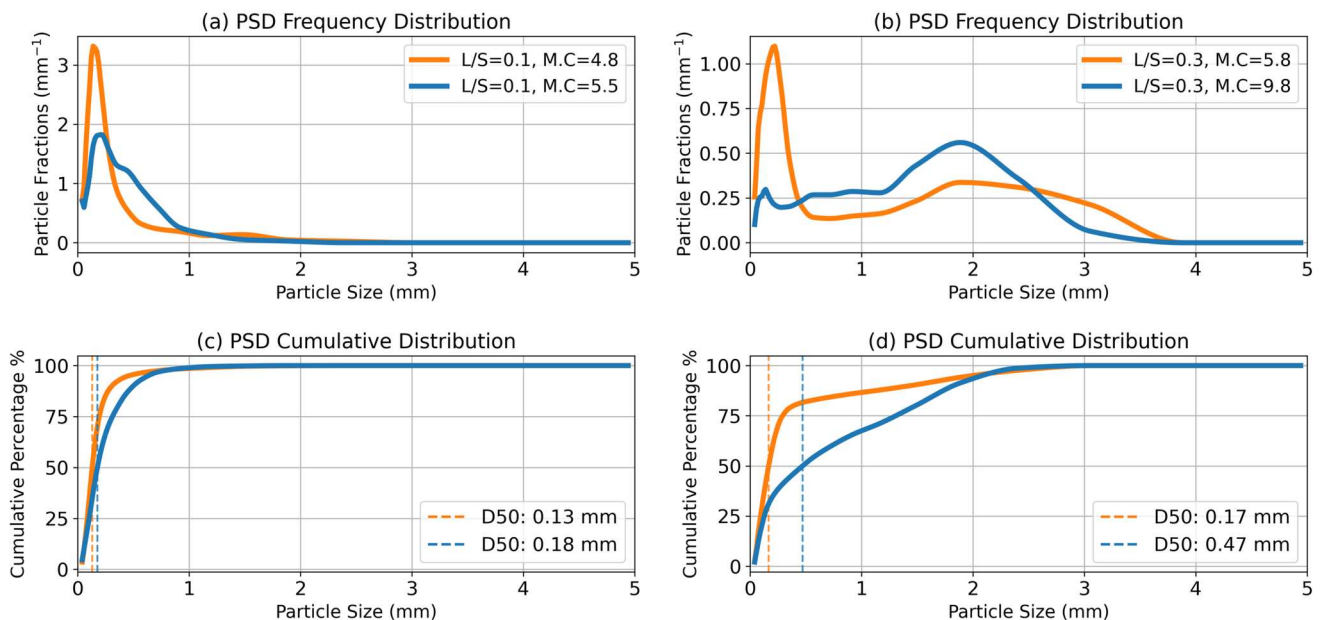 (a) PSD Frequency Distribution
Particle Fractions (mm⁻¹)
3
2
1
0
L/S=0.1, M.C=4.8
L/S=0.1, M.C=5.5
0 1 2 3 4 5
Particle Size (mm)
(b) PSD Frequency Distribution
Particle Fractions (mm⁻¹)
1.00
0.75
0.50
0.25
0.00
L/S=0.3, M.C=5.8
L/S=0.3, M.C=9.8
0 1 2 3 4 5
Particle Size (mm)
(c) PSD Cumulative Distribution
Cumulative Percentage %
100
75
50
25
0
D50: 0.13 mm
D50: 0.18 mm
0 1 2 3 4 5
Particle Size (mm)
(d) PSD Cumulative Distribution
Cumulative Percentage %
100
75
50
25
0
D50: 0.17 mm
D50: 0.47 mm
0 1 2 3 4 5
Particle Size (mm)